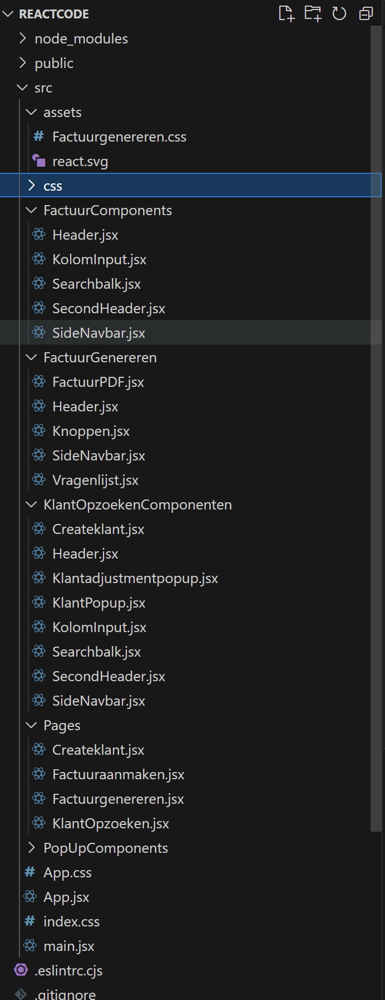 REACTCODE
node_modules
public
src
assets
# Factuurgenereren.css
react.svg
css
FactuurComponents
Header.jsx
KolomInput.jsx
Searchbalk.jsx
SecondHeader.jsx
SideNavbar.jsx
FactuurGenereren
FactuurPDF.jsx
Header.jsx
Knoppen.jsx
SideNavbar.jsx
Vragenlijst.jsx
KlantOpzoekenComponenten
Createklant.jsx
Header.jsx
Klantadjustmentpopup.jsx
KlantPopup.jsx
KolomInput.jsx
Searchbalk.jsx
SecondHeader.jsx
SideNavbar.jsx
Pages
Createklant.jsx
Factuuraanmaken.jsx
Factuurgenereren.jsx
KlantOpzoeken.jsx
PopUpComponents
# App.css
App.jsx
# index.css
main.jsx
.eslintrc.cjs
.gitignore